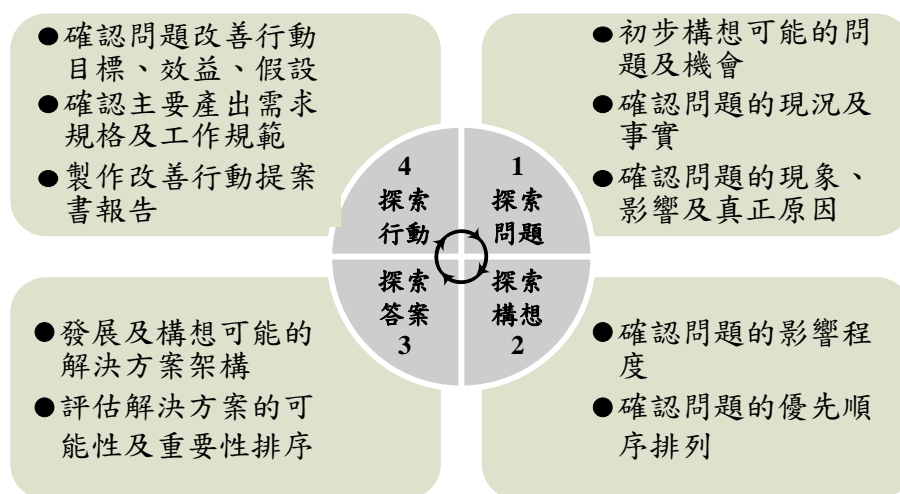 ●確認問題改善行動
目標、效益、假設
●確認主要產出需求
規格及工作規範
●製作改善行動提案
書報告
●初步構想可能的問
題及機會
●確認問題的現況及
事實
●確認問題的現象、
影響及真正原因
4
探索
行動
1
探索
問題
探索
答案
3
探索
構想
2
●發展及構想可能的
解決方案架構
●評估解決方案的可
能性及重要性排序
●確認問題的影響程
度
●確認問題的優先順
序排列